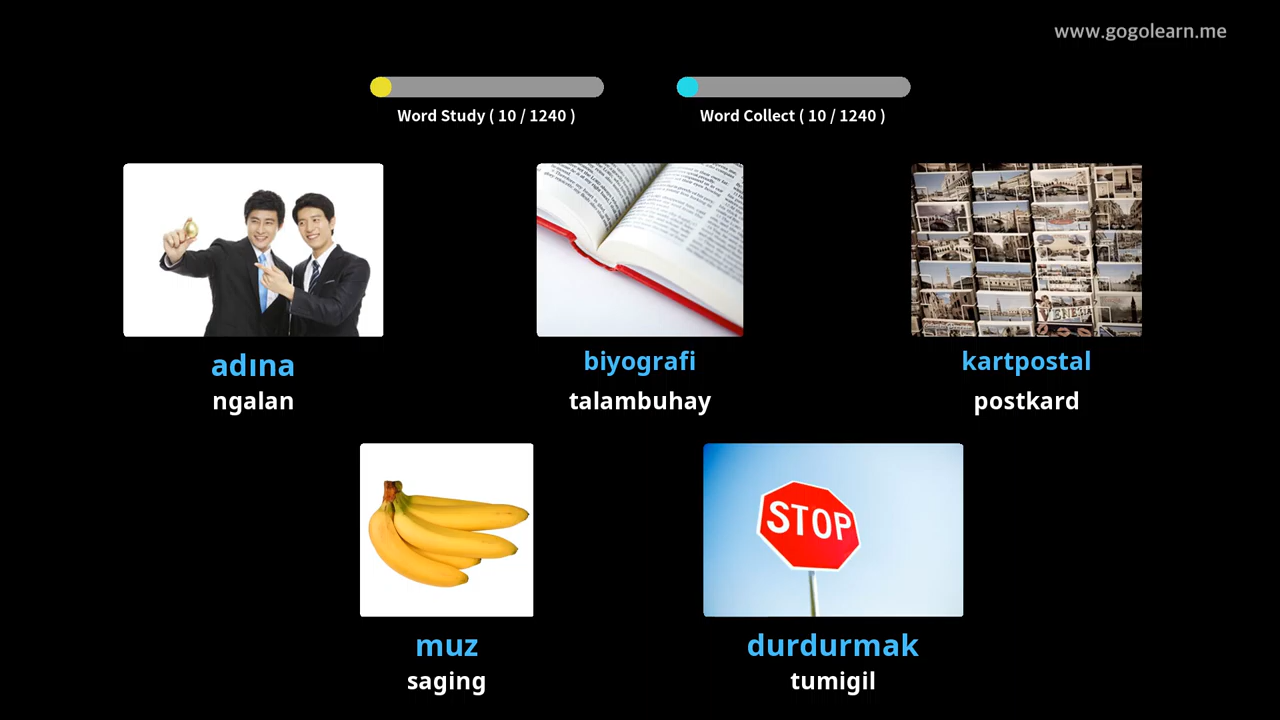 www.gogolearn.me
Word Study ( 10 / 1240 )
Word Collect ( 10 / 1240 )
VENEZIA
adına
ngalan
biyografi
talambuhay
kartpostal
postkard
STOP
muz
saging
durdurmak
tumigil